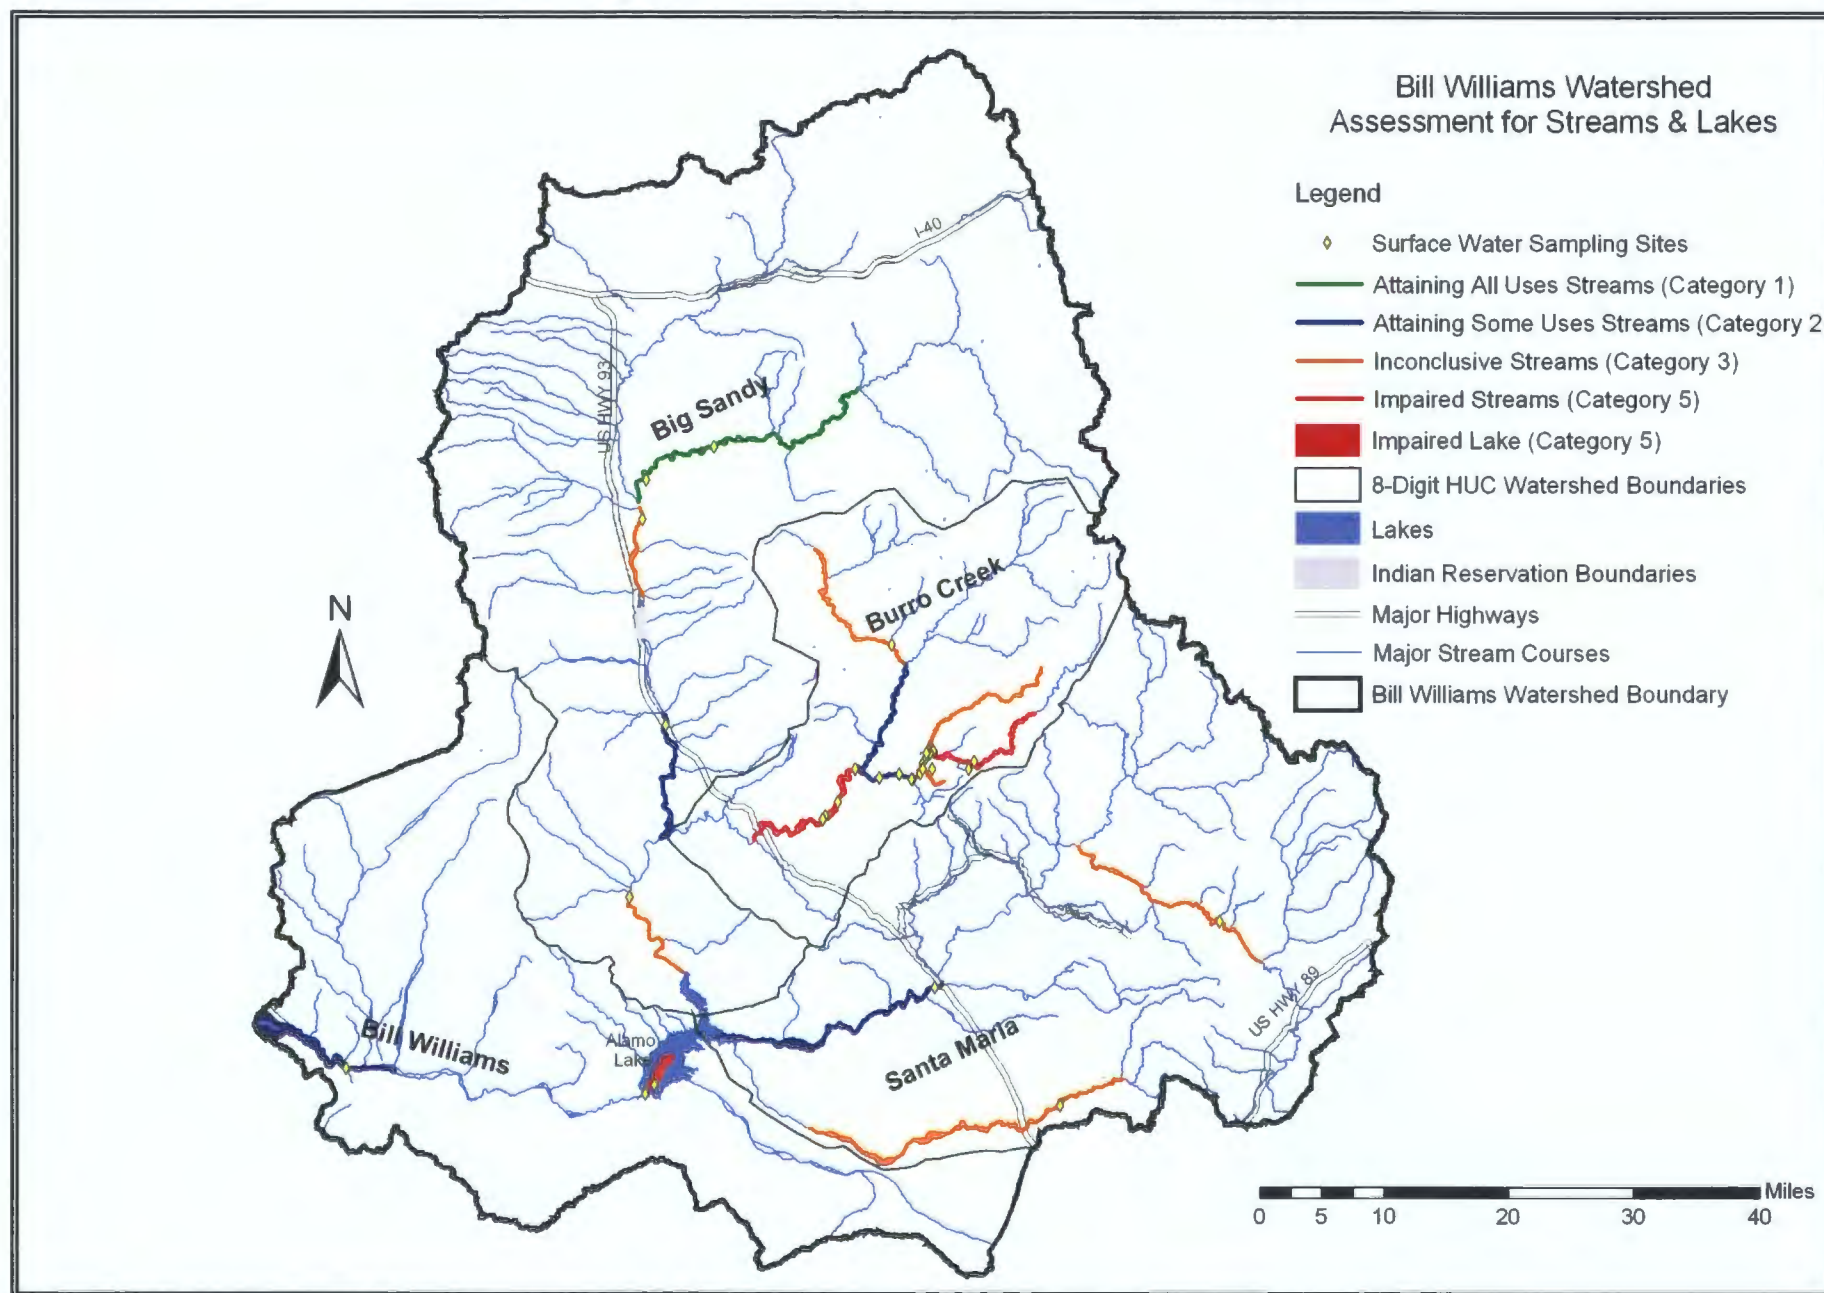 Bill Williams Watershed
Assessment for Streams & Lakes
Legend
Surface Water Sampling Sites
Attaining All Uses Streams (Category 1)
Attaining Some Uses Streams (Category 2
Inconclusive Streams (Category 3)
Impaired Streams (Category 5)
Impaired Lake (Category 5)
8-Digit HUC Watershed Boundaries
Lakes
Indian Reservation Boundaries
Major Highways
Major Stream Courses
Bill Williams Watershed Boundary
I-40
US HWY 93
Big Sandy
Burro Creek
N
US HWY 89
Bill Williams
Alamo
Lake
Santa Maria
Miles
0 5 10 20 30 40